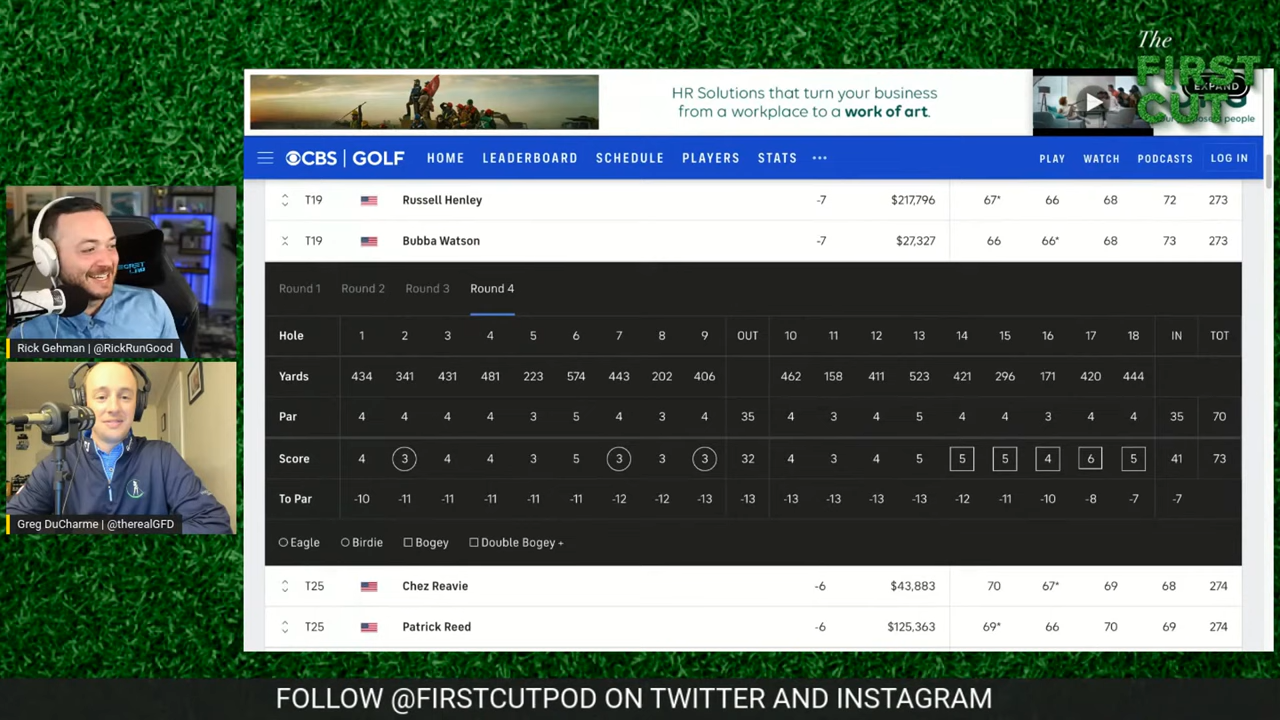 The
FIRST
CUT
HR Solutions that turn your business
from a workplace to a work of art.
EXPAND
people
CBS | GOLF HOME LEADERBOARD SCHEDULE PLAYERS STATS ••• PLAY WATCH PODCASTS LOG IN
T19 Russell Henley -7 $217,796 67* 66 68 72 273
T19 Bubba Watson -7 $27,327 66 66* 68 73 273
Round 1 Round 2 Round 3 Round 4
Hole 1 2 3 4 5 6 7 8 9 OUT 10 11 12 13 14 15 16 17 18 IN TOT
Yards 434 341 431 481 223 574 443 202 406 462 158 411 523 421 296 171 420 444
Par 4 4 4 4 3 5 4 3 4 35 4 3 4 5 4 4 3 4 4 35 70
Score 4 3 4 4 3 5 3 3 3 32 4 3 4 5 5 5 4 6 5 41 73
To Par -10 -11 -11 -11 -11 -11 -12 -12 -13 -13 -13 -13 -13 -13 -12 -11 -10 -8 -7 -7
Eagle Birdie Bogey Double Bogey +
T25 Chez Reavie -6 $43,883 70 67* 69 68 274
T25 Patrick Reed -6 $125,363 69* 66 70 69 274
Rick Gehman | @RickRunGood
Greg DuCharme | @therealGFD
FOLLOW @FIRSTCUTPOD ON TWITTER AND INSTAGRAM